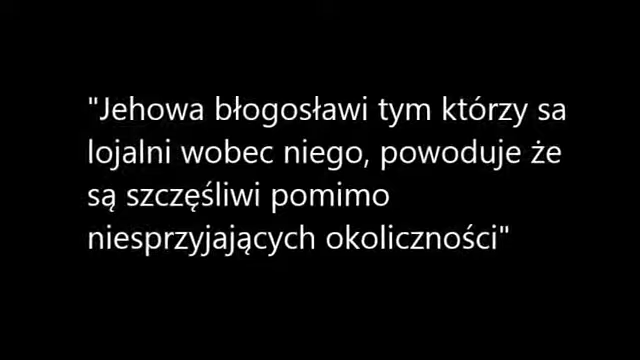 "Jehowa błogosławi tym którzy sa
lojalni wobec niego, powoduje że
są szczęśliwi pomimo
niesprzyjających okoliczności"